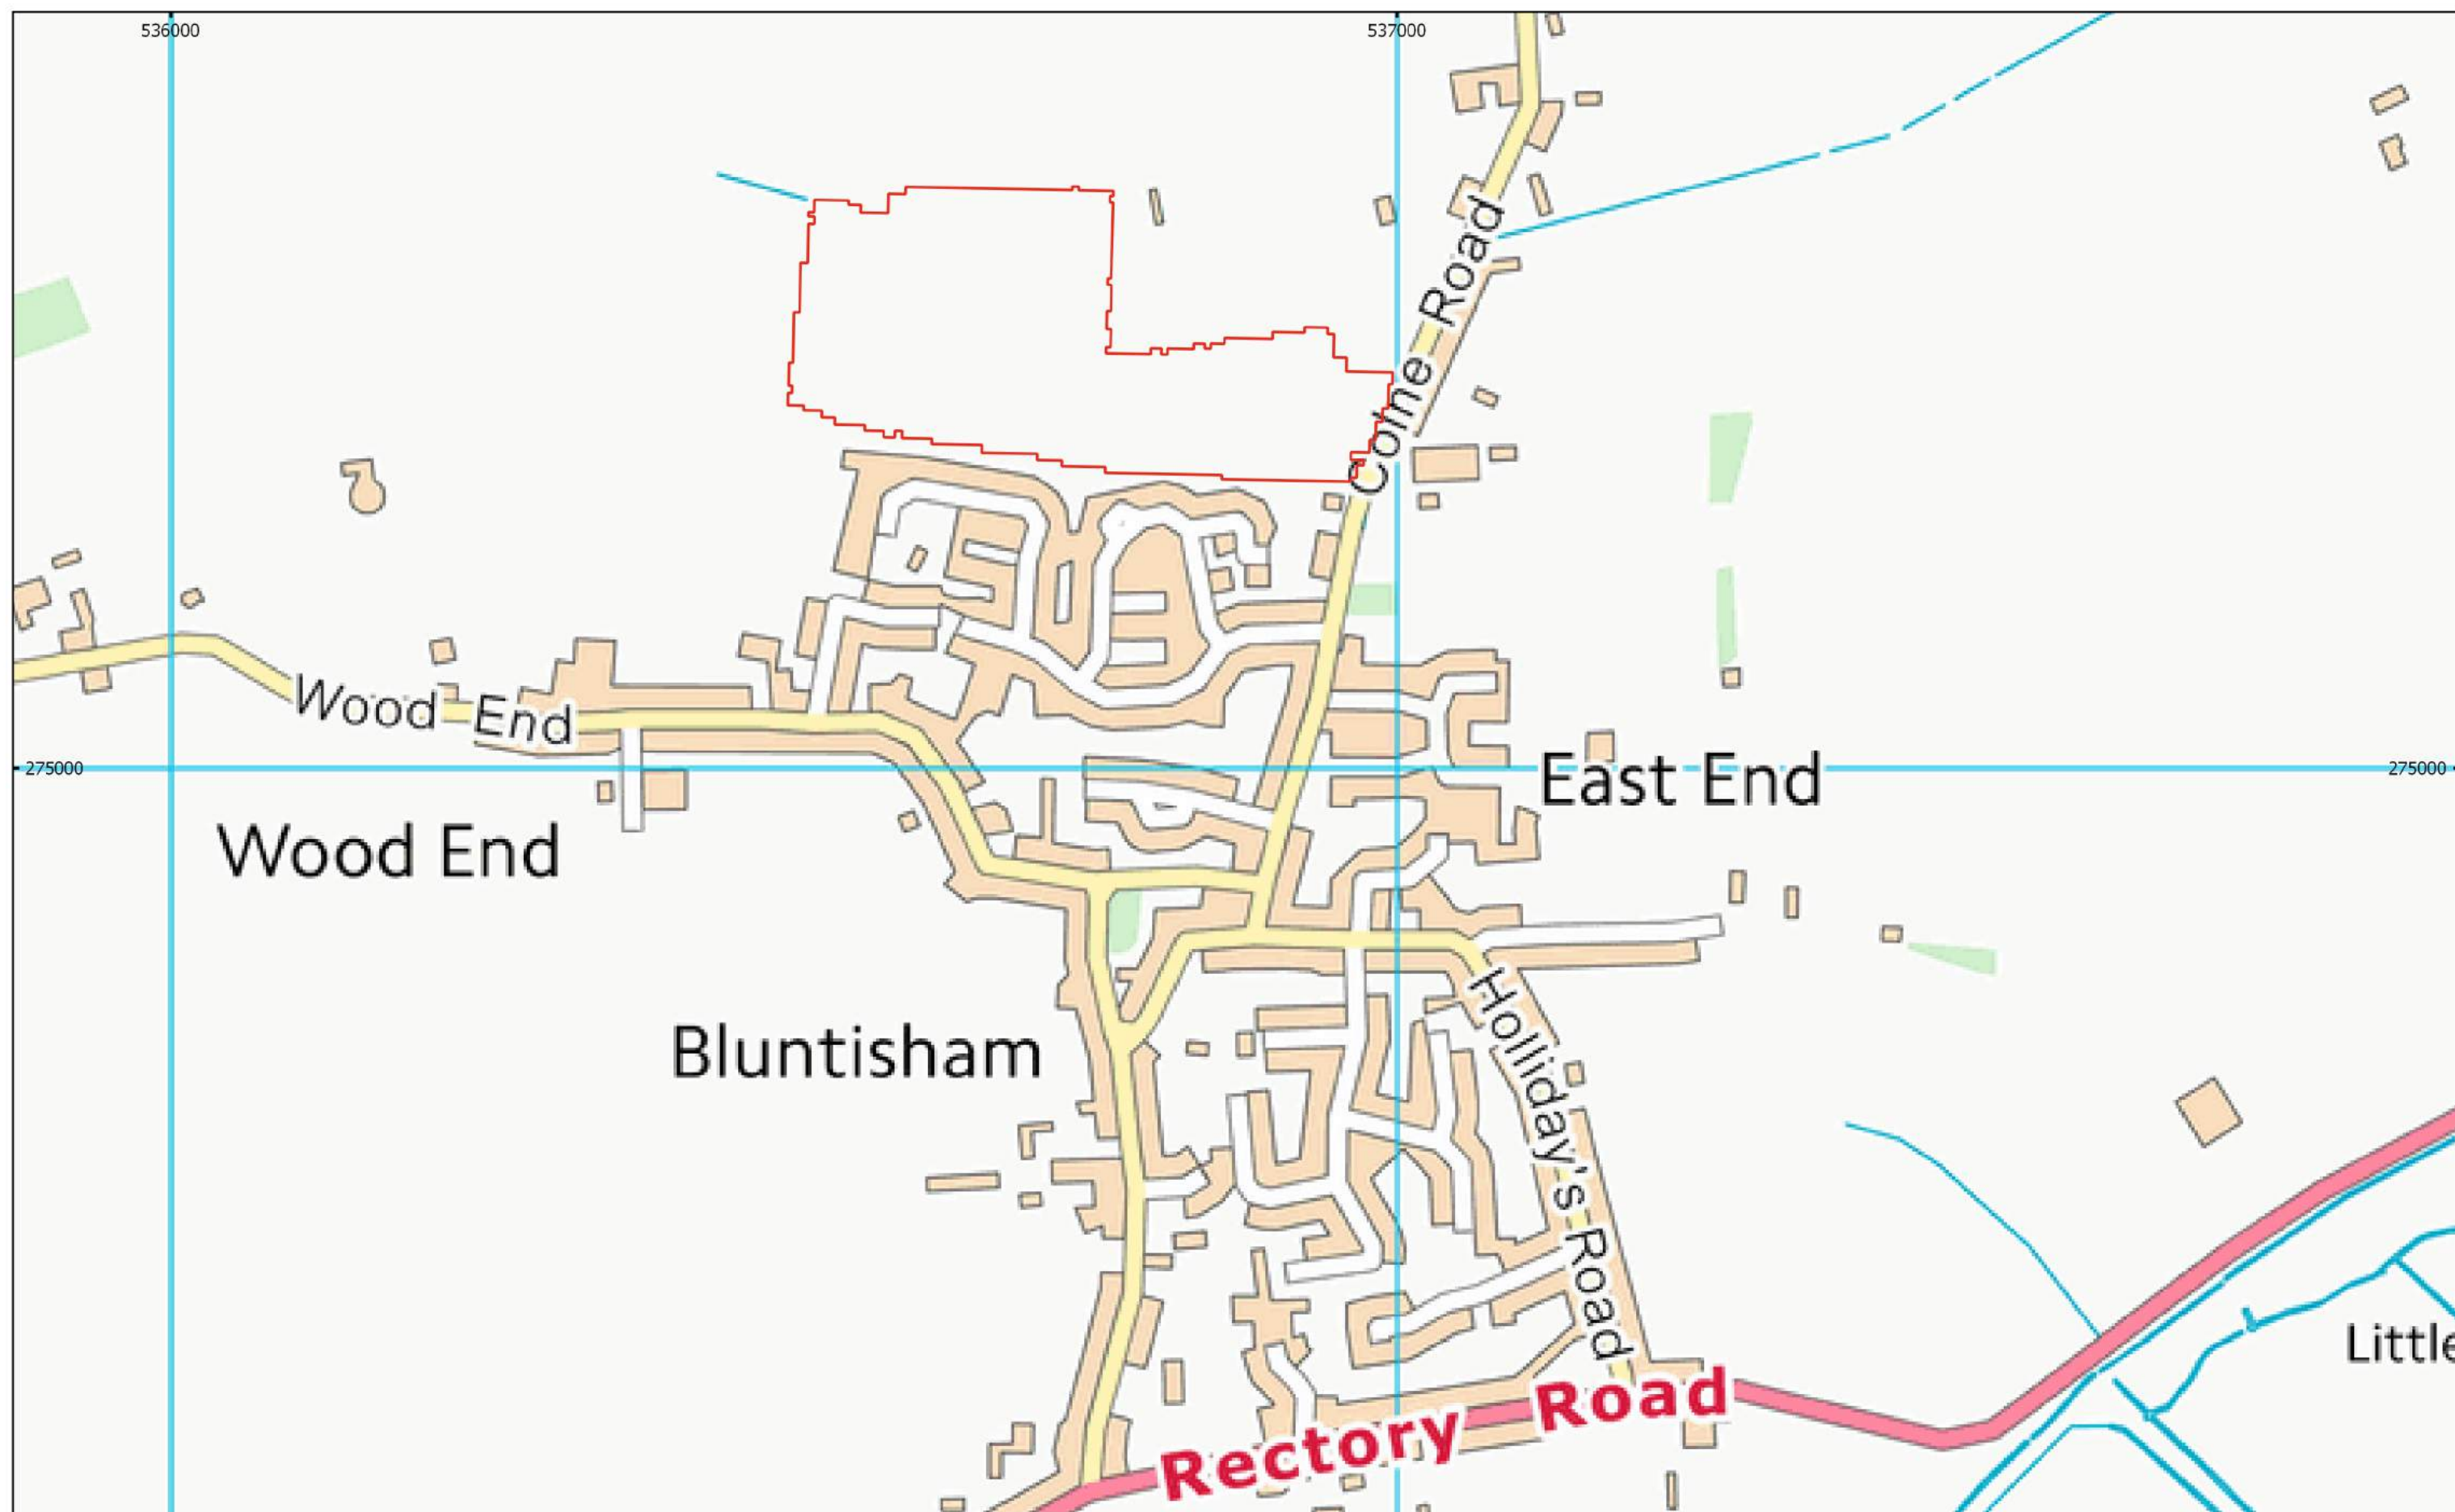 536000
537000
Colne Road
Wood End
275000
East End
275000
Wood End
Bluntisham
Holliday's Road
Little
Rectory Road